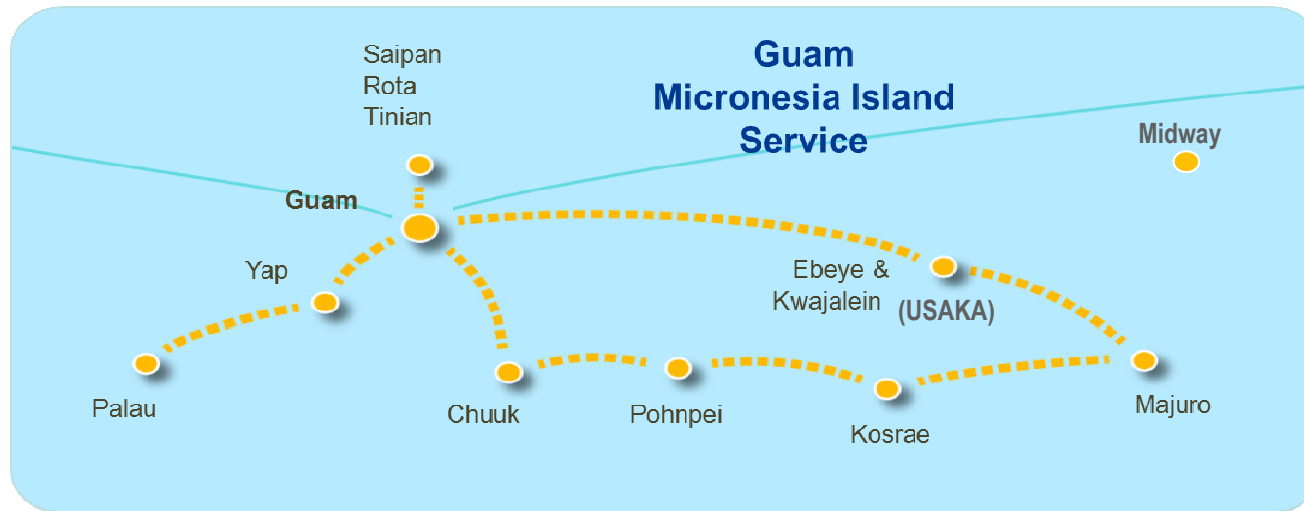 Guam
Micronesia Island
Service
Saipan
Rota
Tinian
Midway
Guam
Yap
Ebeye &
Kwajalein
(USAKA)
Palau
Chuuk
Pohnpei
Kosrae
Majuro